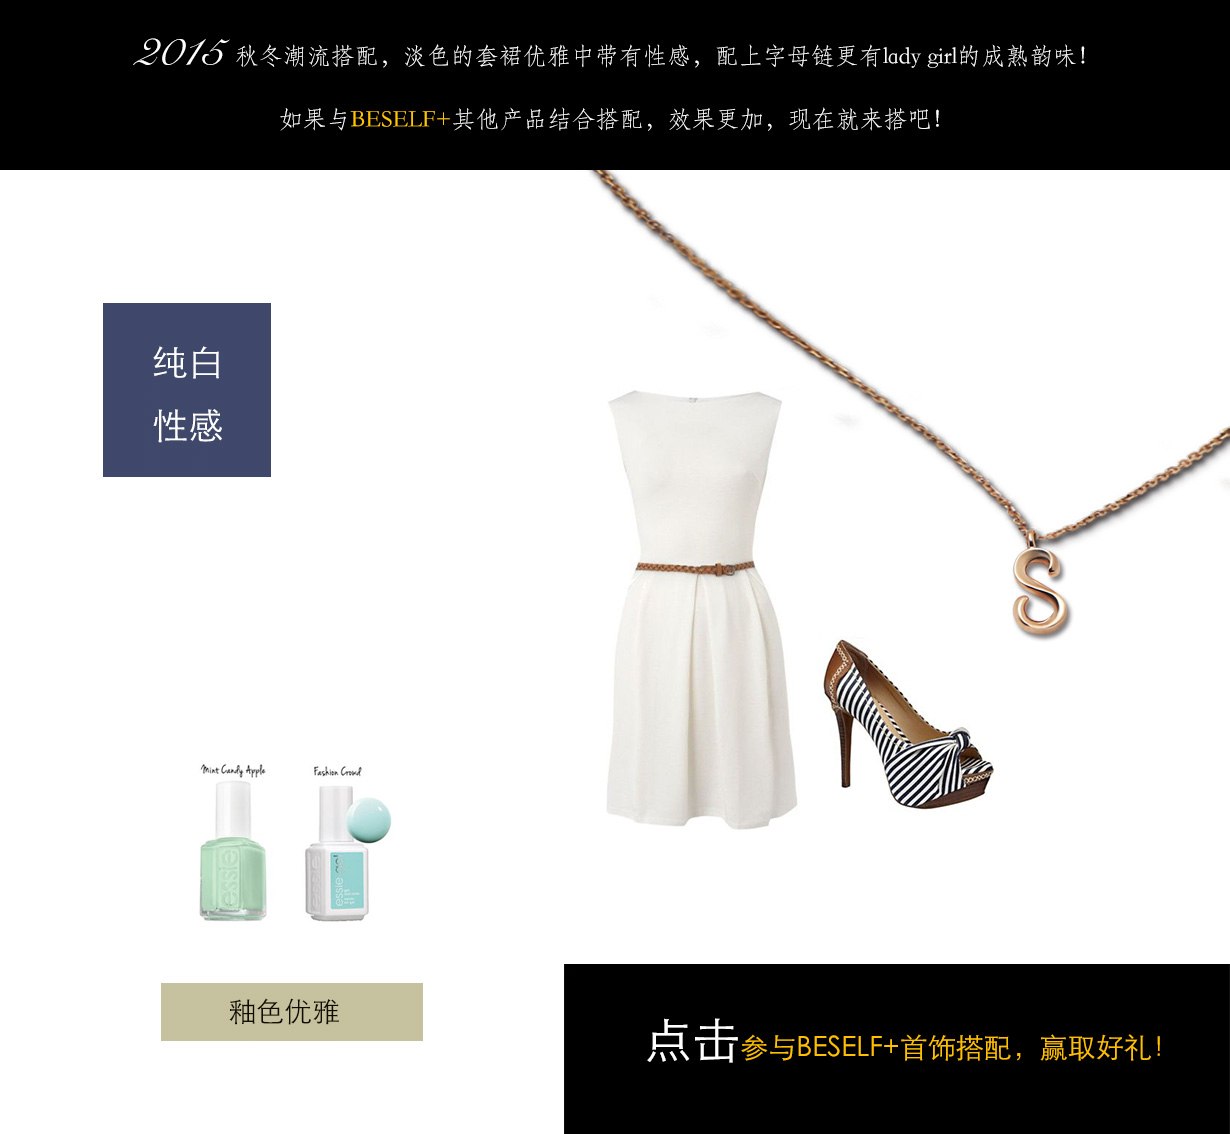 2015 秋冬潮流搭配，淡色的套裙优雅中带有性感，配上字母链更有lady girl的成熟韵味！
如果与BESELF+其他产品结合搭配，效果更加，现在就来搭吧！
纯白
性感
S
Mint Candy Apple
Fashion Crowd
essie
essie gel
釉色优雅
点击参与BESELF+首饰搭配，赢取好礼！